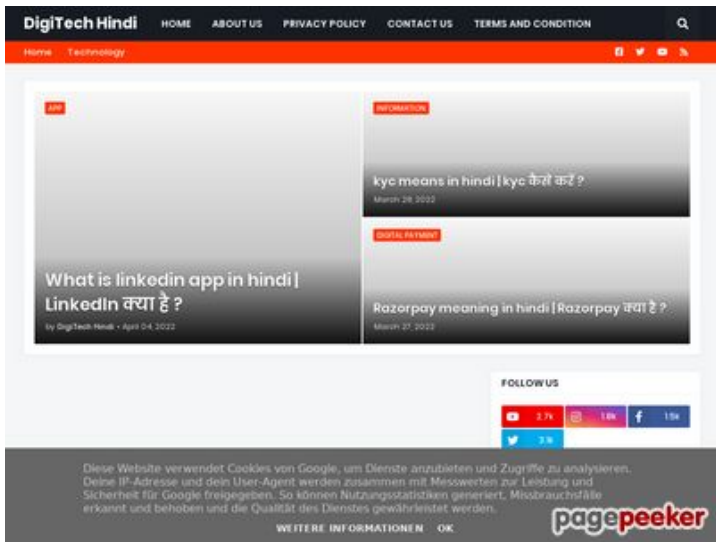 DigiTech Hindi HOME ABOUT US PRIVACY POLICY CONTACT US TERMS AND CONDITION
Home Technology
APP
What is linkedin app in hindi |
LinkedIn क्या है ?
by DigiTech Hindi - April 04, 2022
INFORMATION
kyc means in hindi | kyc कैसे करें ?
March 28, 2022
DIGITAL PAYMENT
Razorpay meaning in hindi | Razorpay क्या है ?
March 27, 2022
FOLLOW US
2.7k 1.8k 1.5k
3.1k
Diese Website verwendet Cookies von Google, um Dienste anzubieten und Zugriffe zu analysieren.
Deine IP-Adresse und dein User-Agent werden zusammen mit Messwerten zur Leistung und
Sicherheit für Google freigegeben. So können Nutzungsstatistiken generiert, Missbrauchsfälle
erkannt und behoben und die Qualität des Dienstes gewährleistet werden.
WEITERE INFORMATIONEN OK
pagepeeker